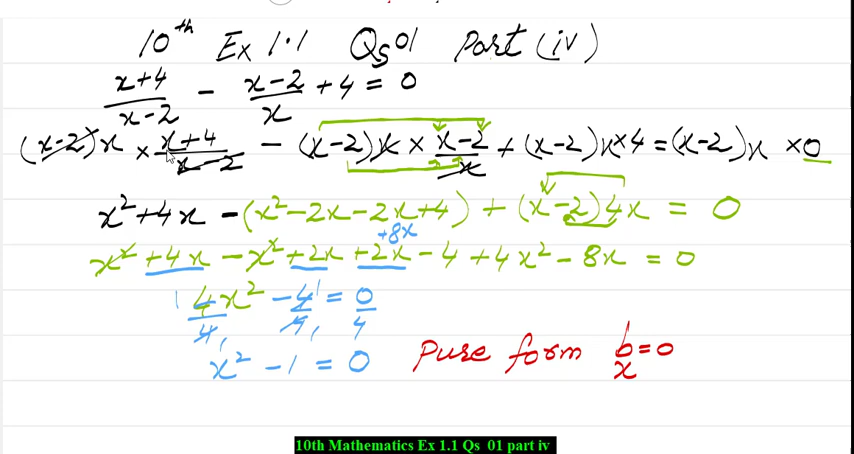 10th Ex 1.1 Qs 01 Part (iv)
(x+4)/(x-2) - (x-2)/x + 4 = 0
(x-2)x × (x+4)/(x-2) - (x-2)x × (x-2)/x + (x-2)x×4 = (x-2)x × 0
x² + 4x - (x² - 2x - 2x + 4) + (x - 2) 4x = 0
+8x
x² + 4x - x² + 2x + 2x - 4 + 4x² - 8x = 0
4x²/4 - 4/4 = 0/4
x² - 1 = 0 Pure form b = 0
x
10th Mathematics Ex 1.1 Qs 01 part iv